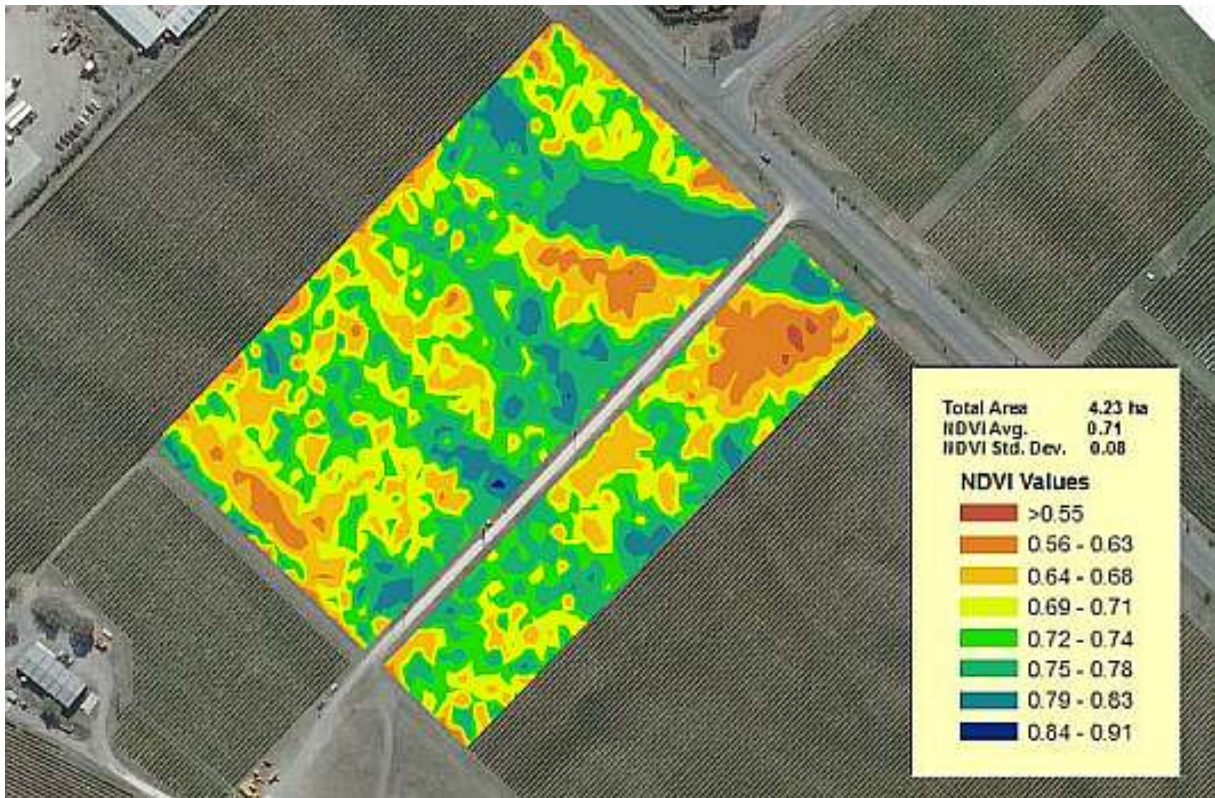 Total Area 4.23 ha
NDVI Avg. 0.71
NDVI Std. Dev. 0.08
NDVI Values
>0.55
0.56 - 0.63
0.64 - 0.68
0.69 - 0.71
0.72 - 0.74
0.75 - 0.78
0.79 - 0.83
0.84 - 0.91